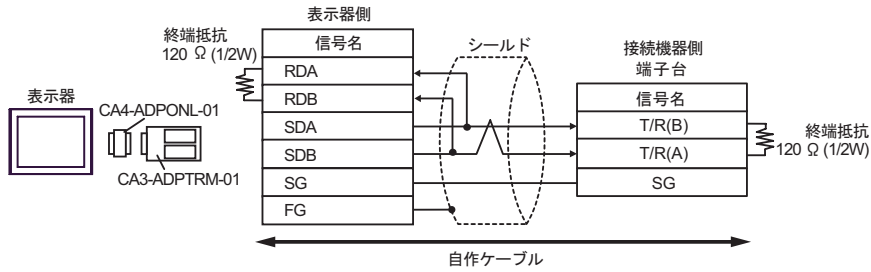 表示器側
終端抵抗
120 Ω (1/2W)
信号名
シールド
接続機器側
端子台
RDA
表示器
CA4-ADPONL-01
RDB
信号名
SDA
T/R(B)
終端抵抗
120 Ω (1/2W)
SDB
T/R(A)
CA3-ADPTRM-01
SG
SG
FG
自作ケーブル